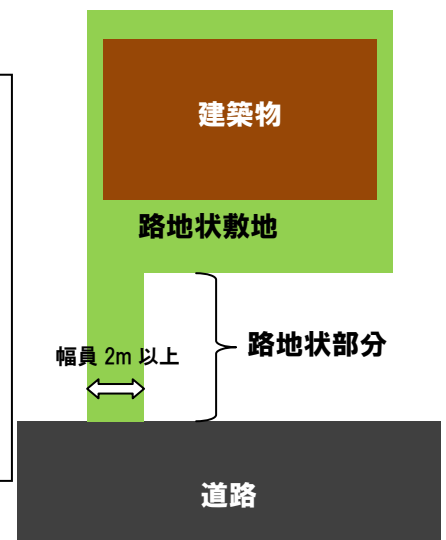 建築物
路地状敷地
幅員 2m 以上
路地状部分
道路